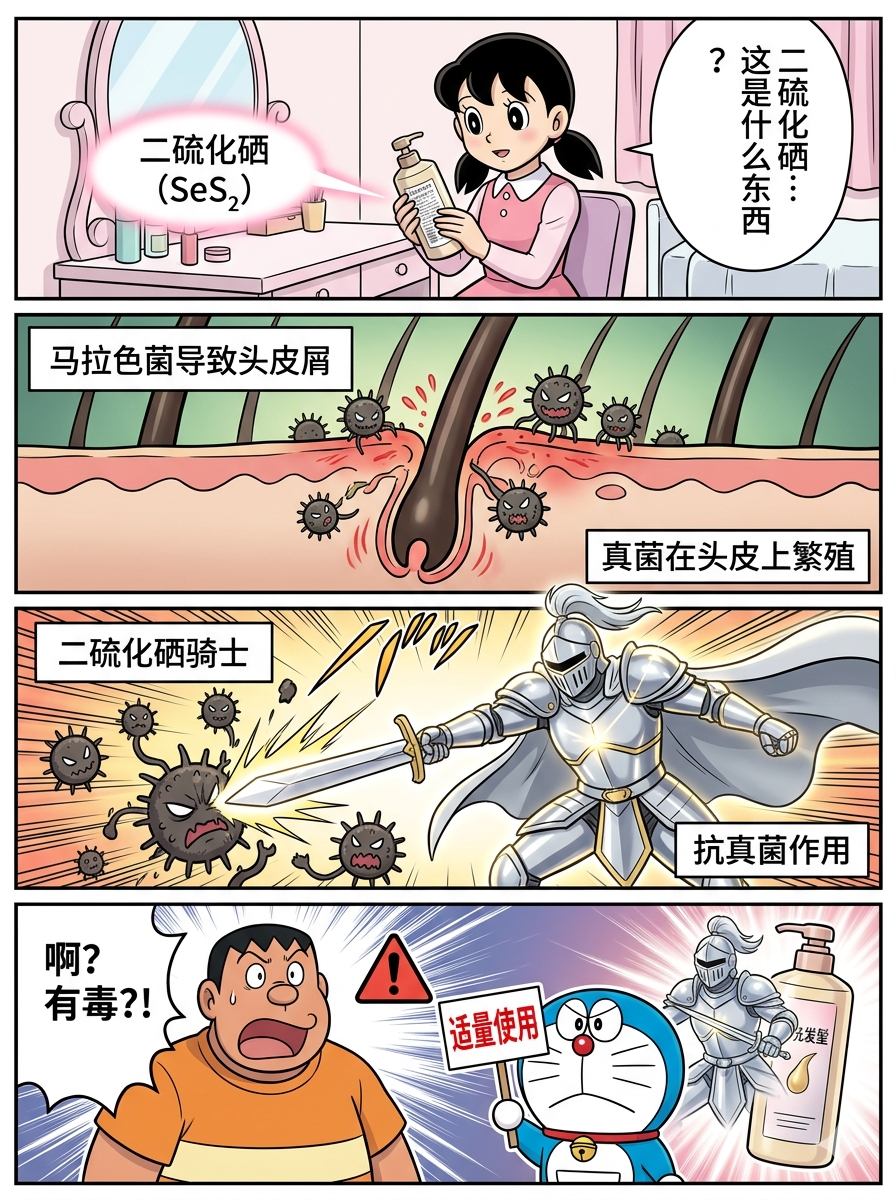 二硫化硒
（SeS₂）
二硫化硒…
这是什么东西
？
马拉色菌导致头皮屑
真菌在头皮上繁殖
二硫化硒骑士
抗真菌作用
啊？
有毒?!
适量使用